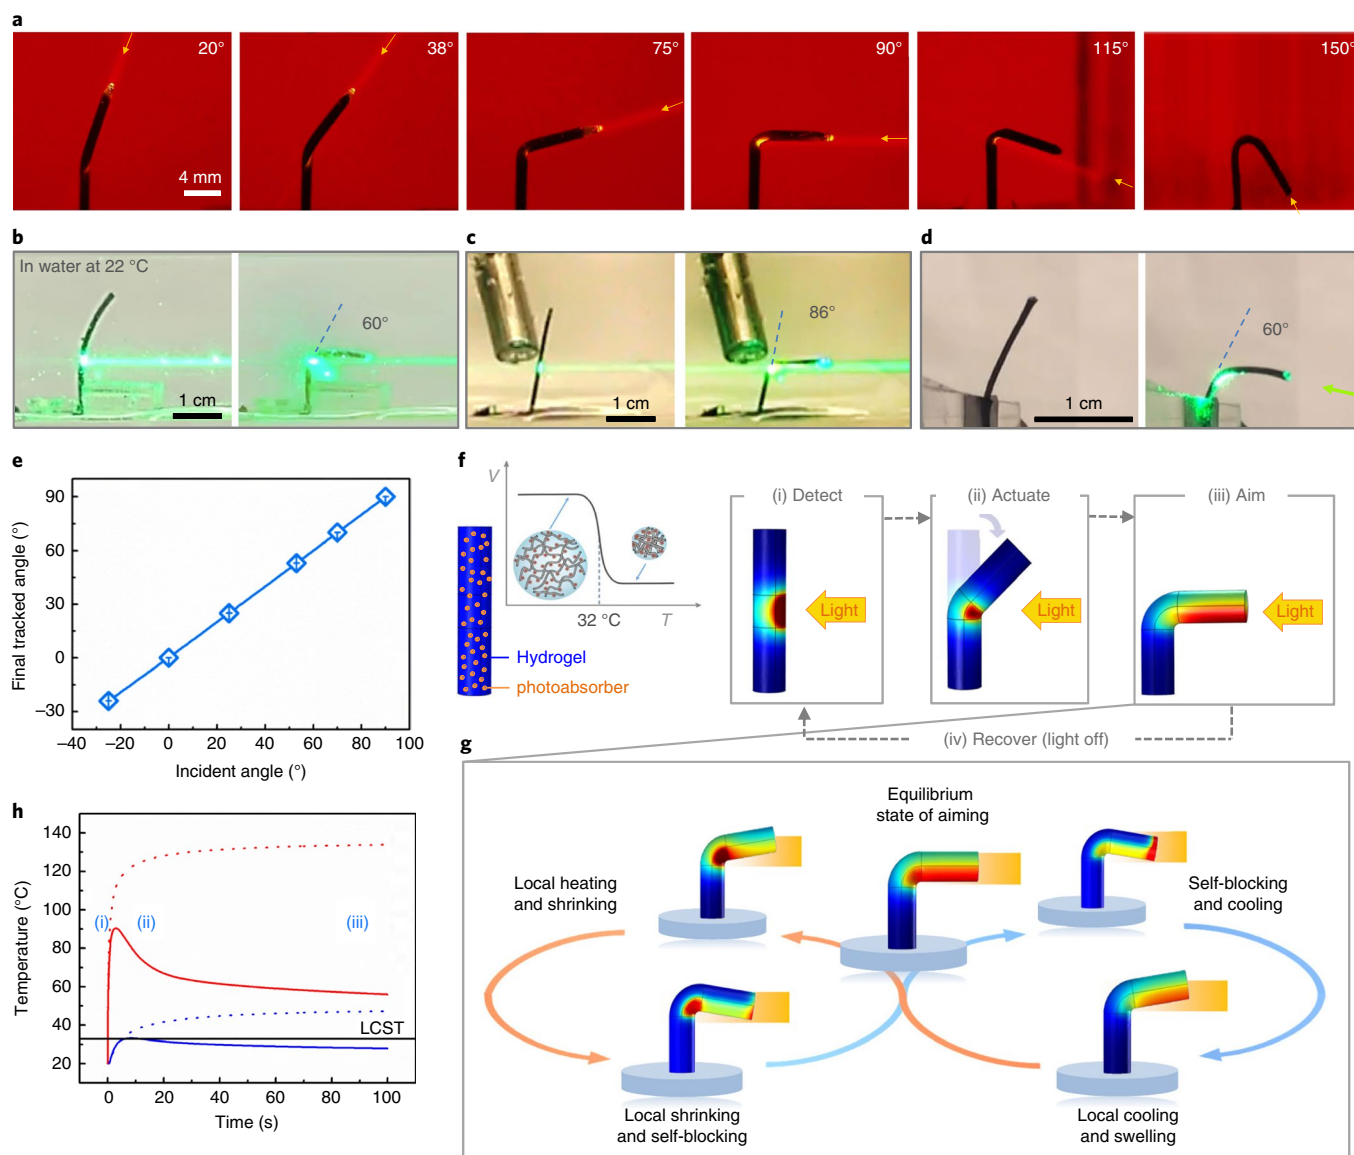 a
20°
38°
75°
90°
115°
150°
4 mm
b
c
d
In water at 22 °C
60°
1 cm
86°
1 cm
60°
1 cm
e
Final tracked angle (°)
90
60
30
0
–30
–40
–20
0
20
40
60
80
100
Incident angle (°)
f
V
32 °C
T
Hydrogel
photoabsorber
(i) Detect
Light
(ii) Actuate
Light
(iii) Aim
Light
(iv) Recover (light off)
g
Equilibrium
state of aiming
Local heating
and shrinking
Self-blocking
and cooling
Local shrinking
and self-blocking
Local cooling
and swelling
h
Temperature (°C)
140
120
100
80
60
40
20
(i)
(ii)
(iii)
LCST
0
20
40
60
80
100
Time (s)